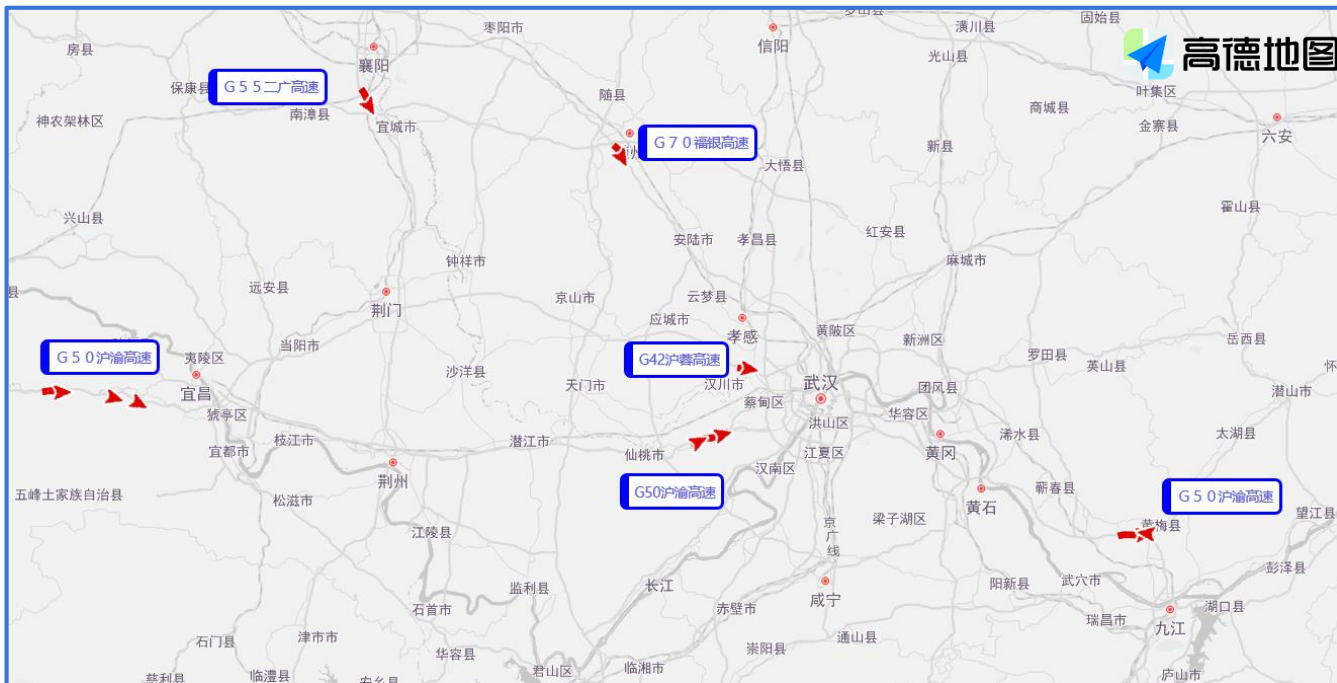 枣阳市
罗山县
潢川县
固始县
房县
襄阳
信阳
光山县
高德地图
保康县
G55二广高速
随县
叶集区
南漳县
商城县
神农架林区
宜城市
G70福银高速
金寨县
六安
新县
大悟县
兴山县
霍山县
安陆市
孝昌县
红安县
钟祥市
麻城市
远安县
荆门
京山市
云梦县
应城市
孝感
黄陂区
新洲区
岳西县
G50沪渝高速
夷陵区
当阳市
G42沪蓉高速
罗田县
英山县
沙洋县
天门市
汉川市
武汉
团风县
潜山市
宜昌
蔡甸区
猇亭区
洪山区
华容区
枝江市
潜江市
浠水县
太湖县
宜都市
仙桃市
江夏区
黄冈
荆州
汉南区
五峰土家族自治县
松滋市
G50沪渝高速
蕲春县
G50沪渝高速
黄石
望江县
梁子湖区
江陵县
京广线
黄梅县
彭泽县
监利县
长江
阳新县
武穴市
咸宁
石首市
赤壁市
湖口县
瑞昌市
九江
石门县
津市市
通山县
崇阳县
华容县
慈利县
临澧县
君山区
临湘市
庐山市